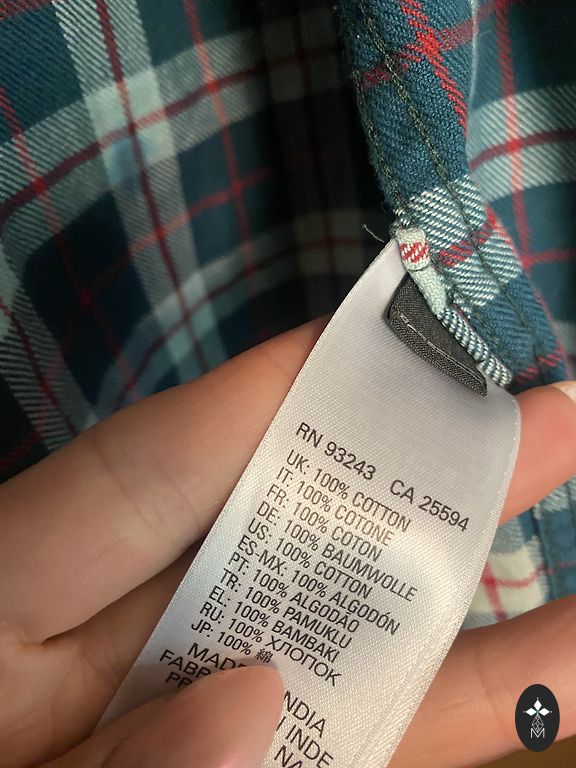 RN 93243 CA 25594
UK: 100% COTTON
IT: 100% COTONE
FR: 100% COTON
DE: 100% BAUMWOLLE
US: 100% COTTON
ES-MX: 100% ALGODÓN
PT: 100% ALGODÃO
TR: 100% PAMUKLU
EL: 100% BAMBAKI
RU: 100% ХЛОПОК
JP: 100% 綿